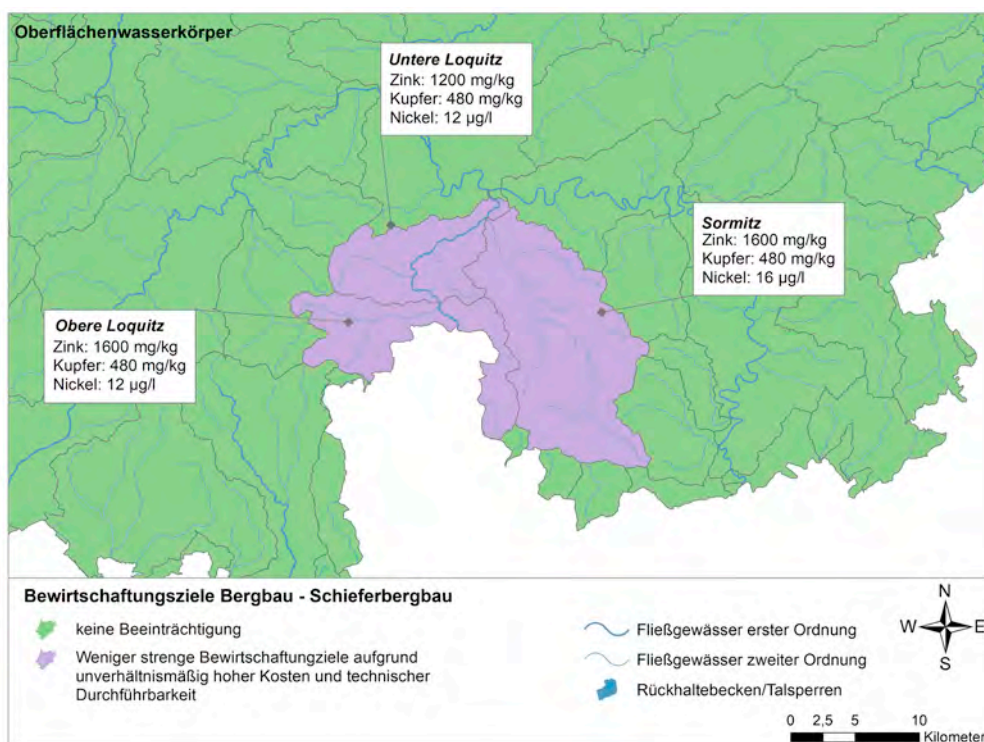 Oberflächenwasserkörper
Untere Loquitz
Zink: 1200 mg/kg
Kupfer: 480 mg/kg
Nickel: 12 µg/l
Sormitz
Zink: 1600 mg/kg
Kupfer: 480 mg/kg
Nickel: 16 µg/l
Obere Loquitz
Zink: 1600 mg/kg
Kupfer: 480 mg/kg
Nickel: 12 µg/l
Bewirtschaftungsziele Bergbau - Schieferbergbau
keine Beeinträchtigung
Weniger strenge Bewirtschaftungziele aufgrund
unverhältnismäßig hoher Kosten und technischer
Durchführbarkeit
Fließgewässer erster Ordnung
Fließgewässer zweiter Ordnung
Rückhaltebecken/Talsperren
N
W E
S
0 2,5 5 10
Kilometer